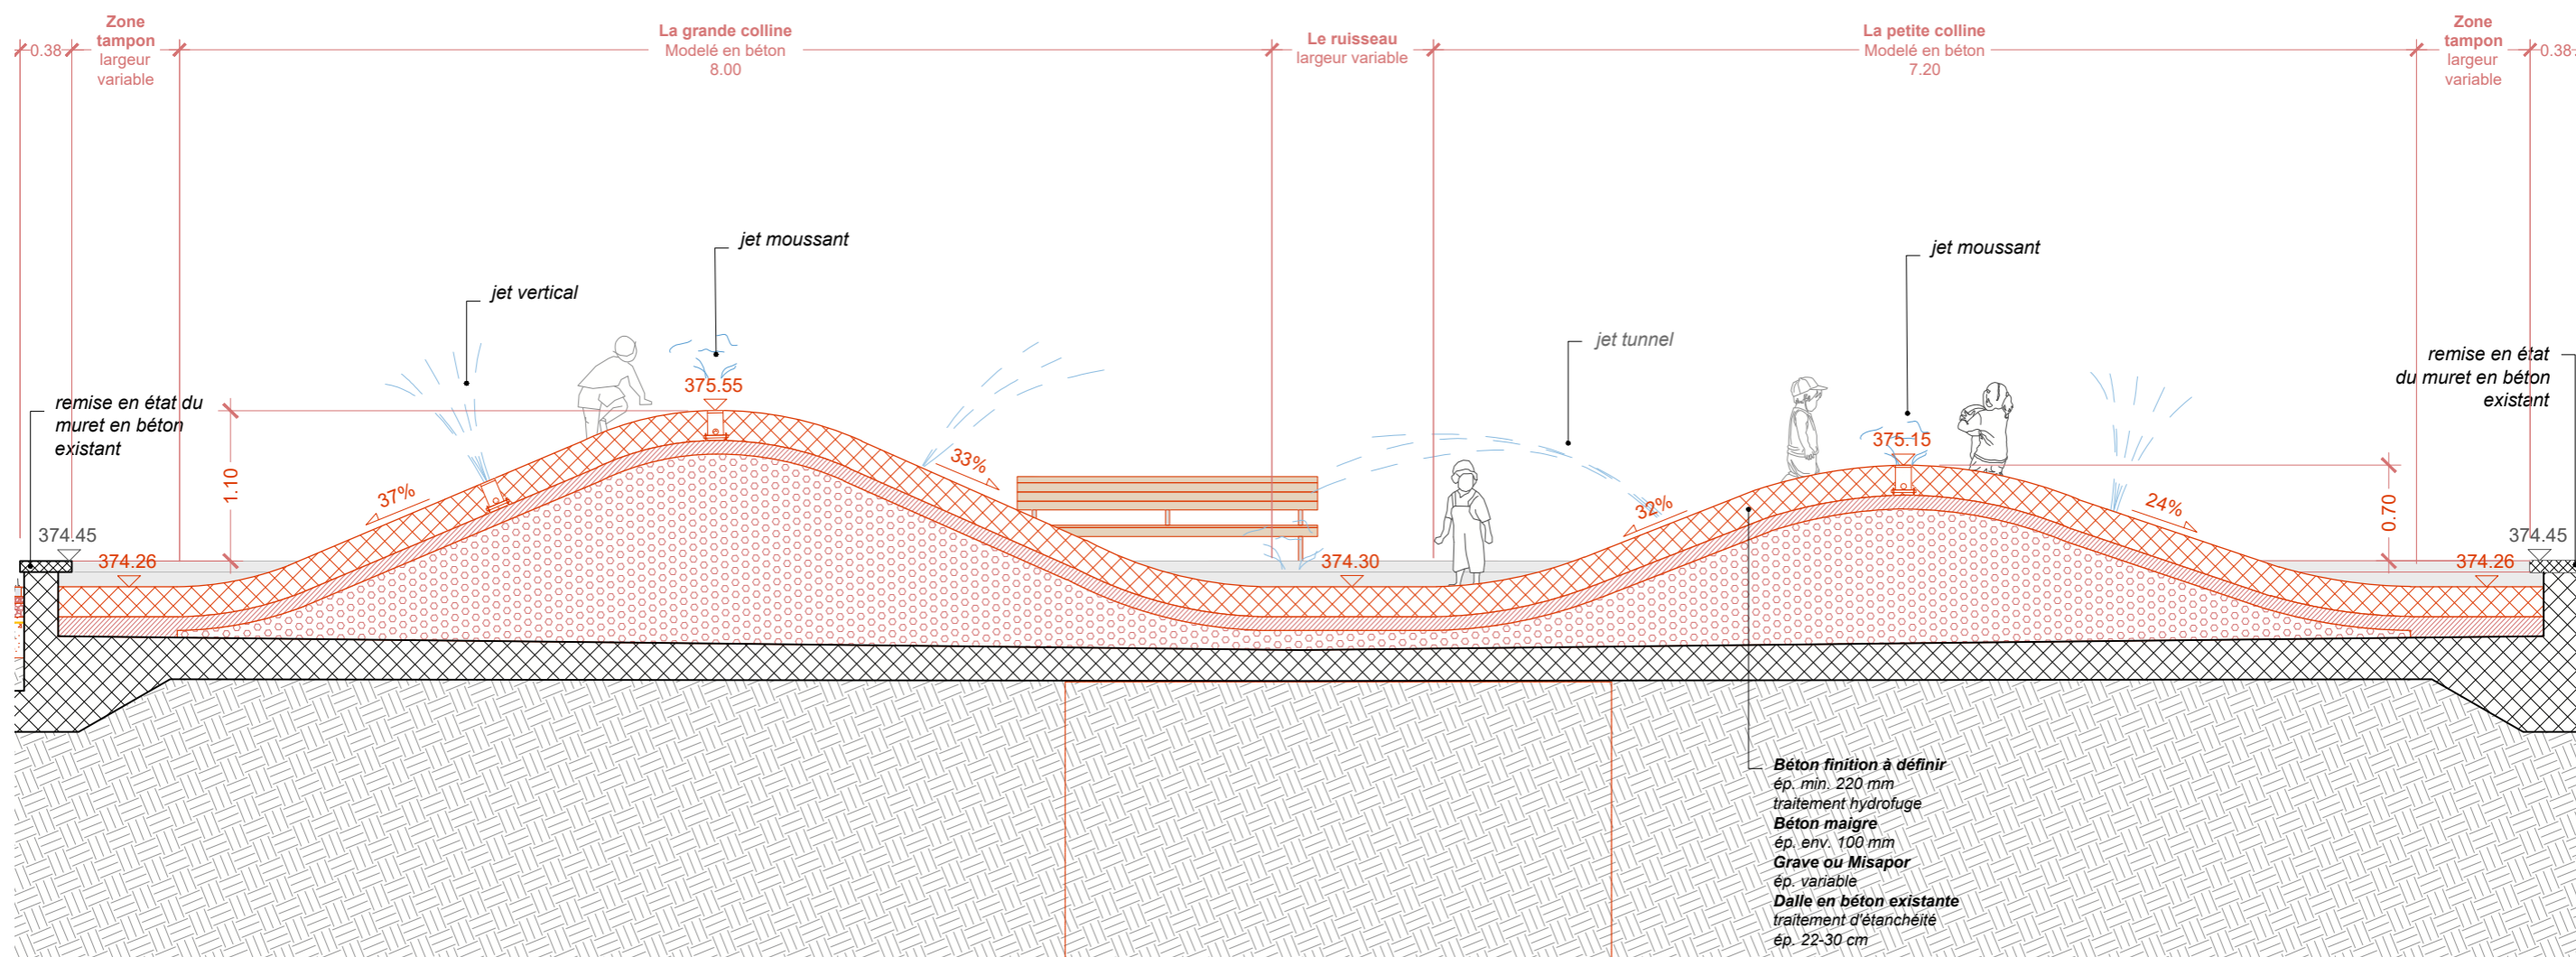 0.38
Zone
tampon
largeur
variable
La grande colline
Modelé en béton
8.00
Le ruisseau
largeur variable
La petite colline
Modelé en béton
7.20
Zone
tampon
largeur
variable
0.38
jet moussant
jet vertical
jet moussant
jet tunnel
remise en état du
muret en béton
existant
remise en état
du muret en béton
existant
375.55
375.15
1.10
37%
33%
32%
24%
0.70
374.45
374.26
374.30
374.45
374.26
Béton finition à définir
ép. min. 220 mm
traitement hydrofuge
Béton maigre
ép. env. 100 mm
Grave ou Misapor
ép. variable
Dalle en béton existante
traitement d'étanchéité
ép. 22-30 cm